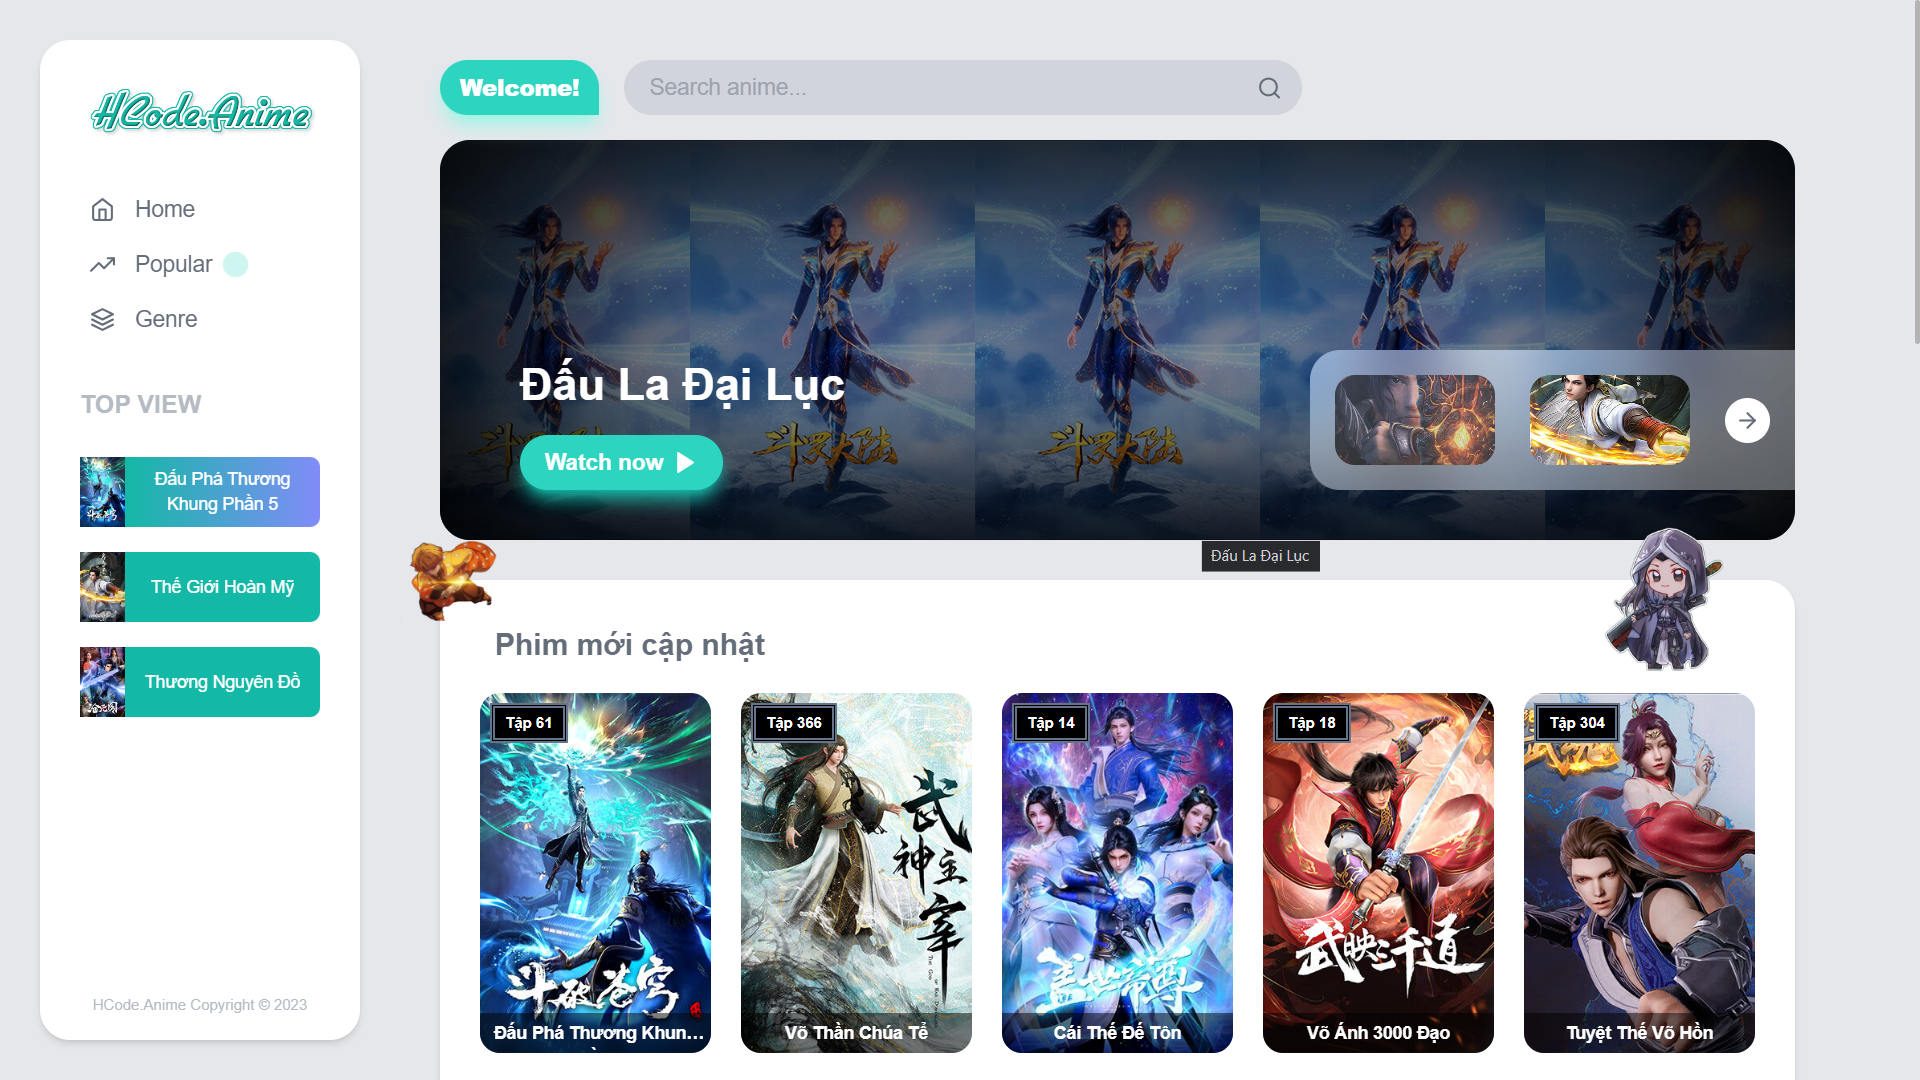 HCode.Anime
Welcome!
Search anime...
Home
Popular
Genre
TOP VIEW
Đấu Phá Thương
Khung Phần 5
Thế Giới Hoàn Mỹ
Thương Nguyên Đồ
HCode.Anime Copyright © 2023
Đấu La Đại Lục
斗罗大陆
斗罗大陆
Watch now
Đấu La Đại Lục
Phim mới cập nhật
Tập 61
斗破苍穹
Đấu Phá Thương Khun...
Tập 366
武神主宰
Võ Thần Chúa Tể
Tập 14
盖世帝尊
Cái Thế Đế Tôn
Tập 18
武映三千道
Võ Ánh 3000 Đạo
Tập 304
Tuyệt Thế Võ Hồn